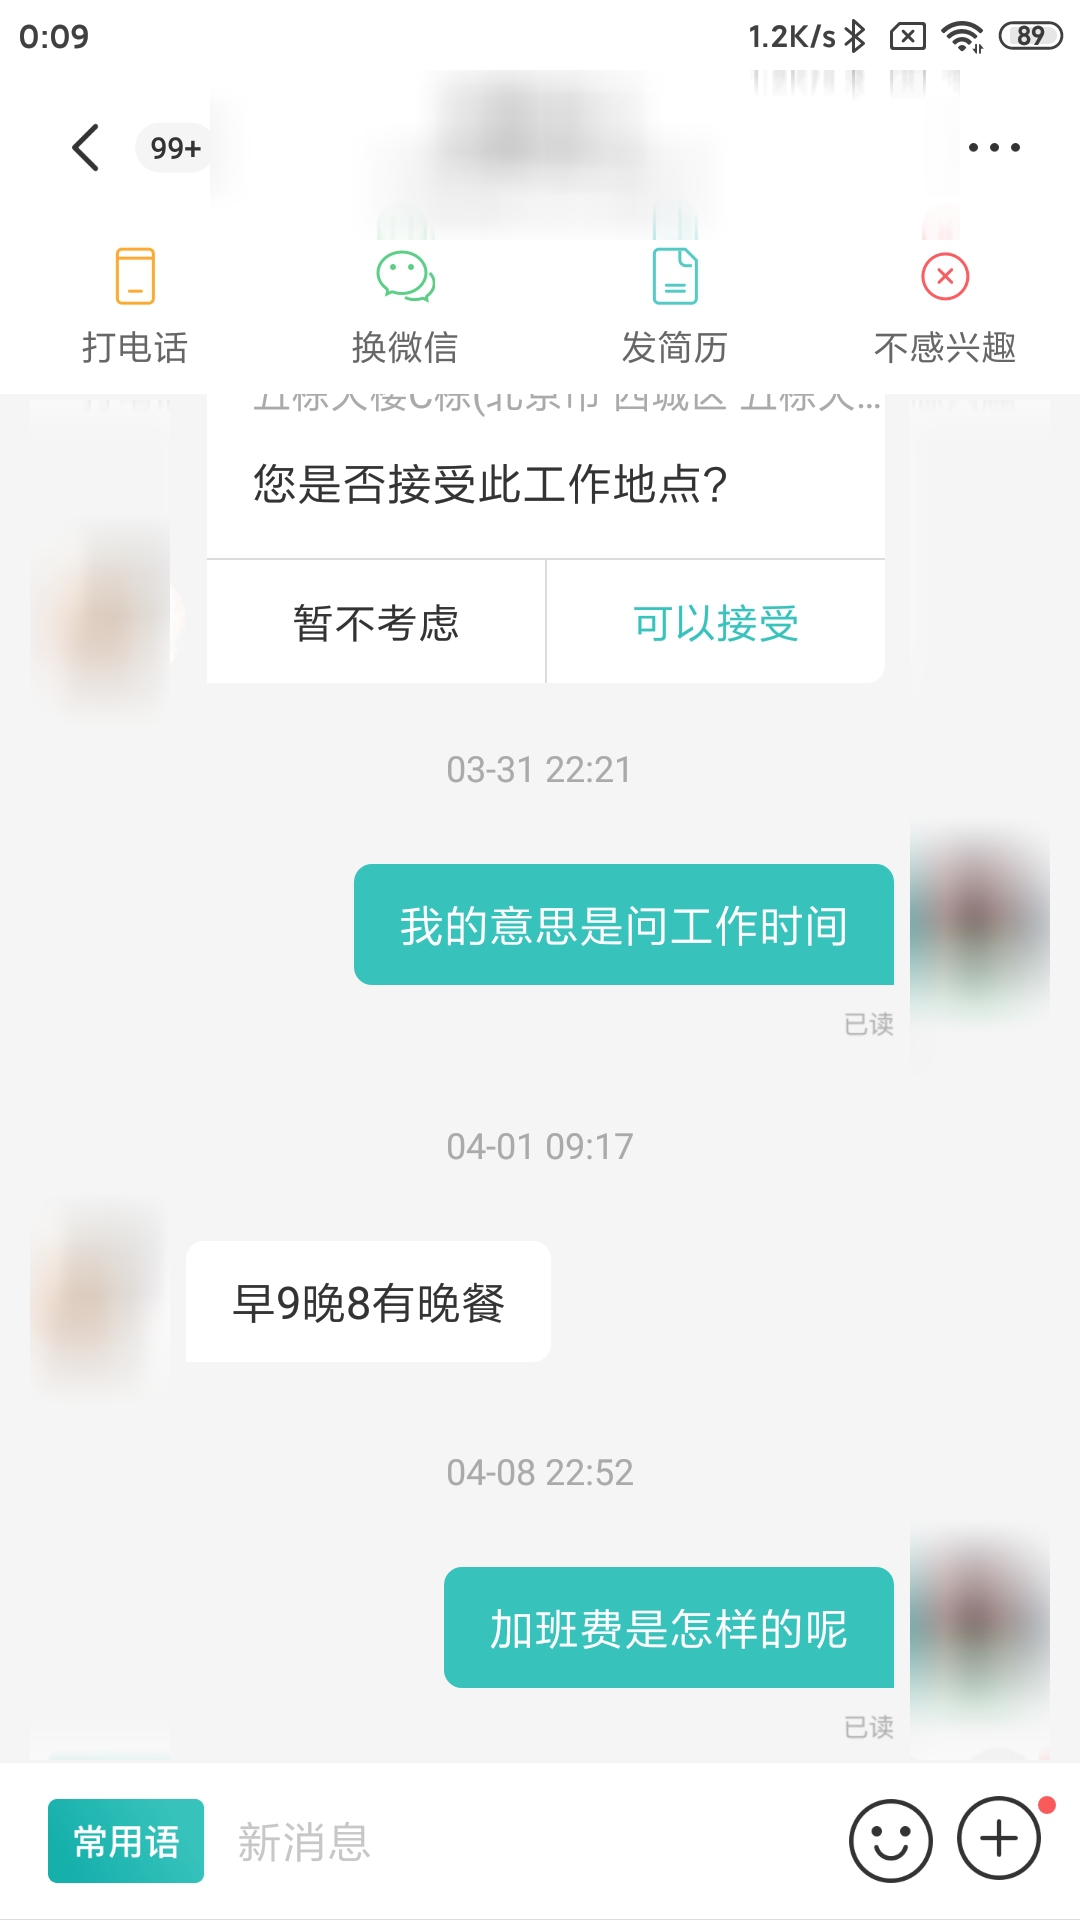 0:09
1.2K/s
89
99+
打电话
换微信
发简历
不感兴趣
五栋大楼C栋(北京市 西城区 五栋大...
您是否接受此工作地点?
暂不考虑
可以接受
03-31 22:21
我的意思是问工作时间
已读
04-01 09:17
早9晚8有晚餐
04-08 22:52
加班费是怎样的呢
已读
常用语
新消息